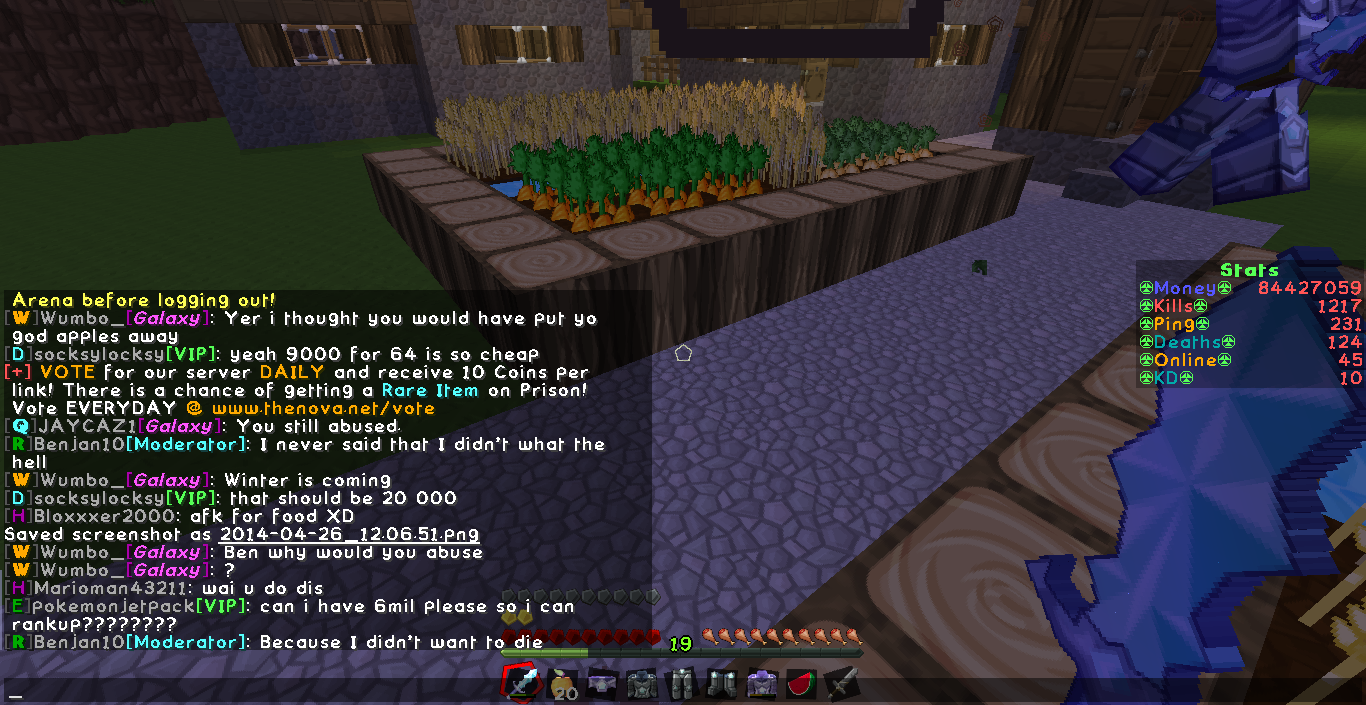 Arena before logging out!
[W]Wumbo_[Galaxy]: Yer i thought you would have put yo
god apples away
[D]socksylocksy[VIP]: yeah 9000 for 64 is so cheap
[+] VOTE for our server DAILY and receive 10 Coins per
link! There is a chance of getting a Rare Item on Prison!
Vote EVERYDAY @ www.thenova.net/vote
[Q]JAYCAZ1[Galaxy]: You still abused.
[R]Benjan10[Moderator]: I never said that I didn't what the
hell
[W]Wumbo_[Galaxy]: Winter is coming
[D]socksylocksy[VIP]: that should be 20 000
[H]Bloxxxer2000: afk for food XD
Saved screenshot as 2014-04-26_12.06.51.png
[W]Wumbo_[Galaxy]: Ben why would you abuse
[W]Wumbo_[Galaxy]: ?
[H]Marioman43211: wai u do dis
[E]pokemonjetpack[VIP]: can i have 6mil please so i can
rankup????????
[R]Benjan10[Moderator]: Because I didn't want to die
_
Stats
Money 84427059
Kills 1217
Ping 231
Deaths 124
Online 45
KD 10
19
20